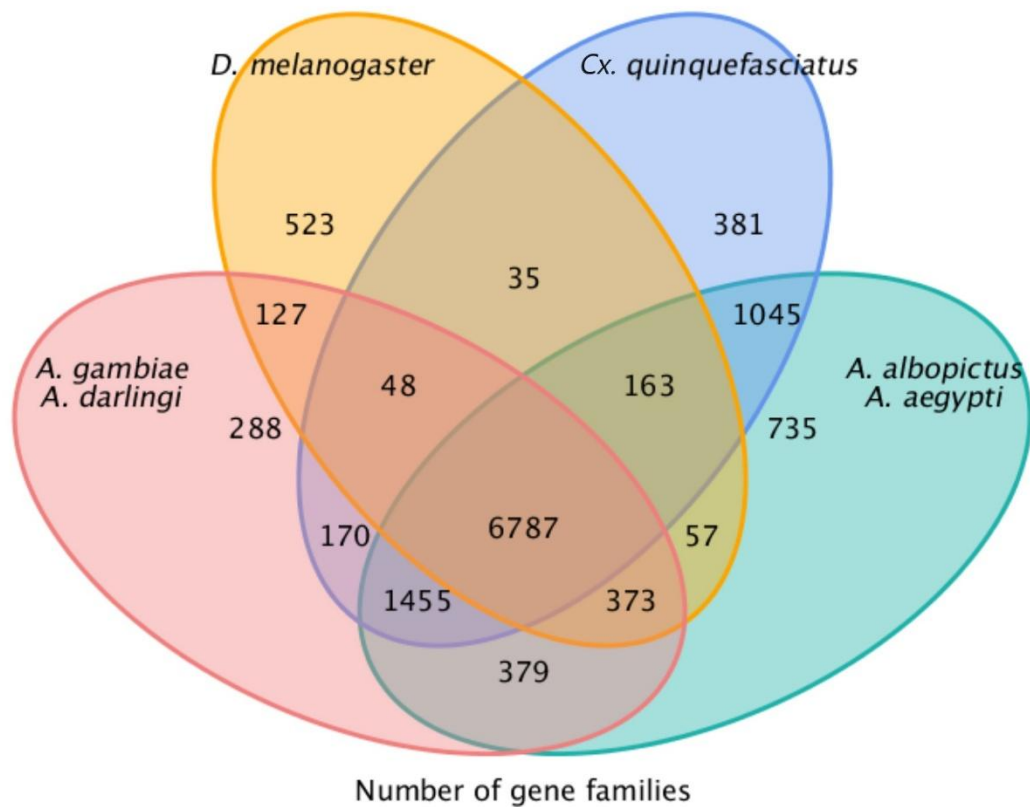 D. melanogaster
Cx. quinquefasciatus
523
381
35
127
1045
A. gambiae
A. darlingi
48
163
A. albopictus
A. aegypti
288
735
170
6787
57
1455
373
379
Number of gene families